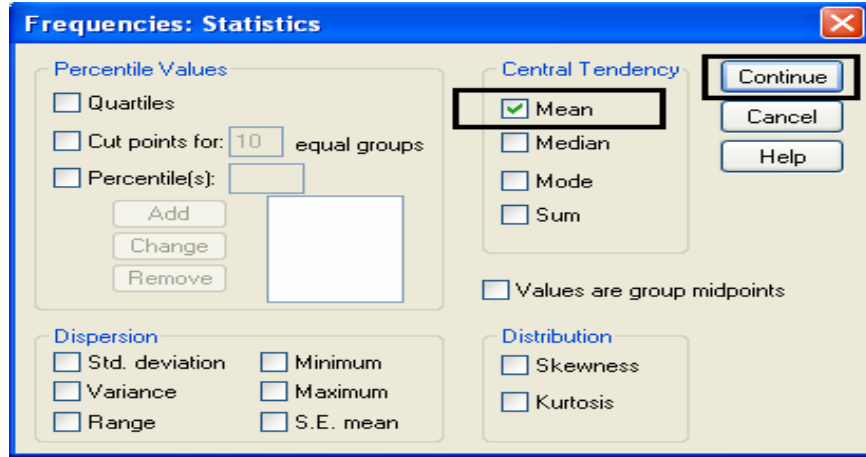 Frequencies: Statistics
Percentile Values
Quartiles
Cut points for: 10 equal groups
Percentile(s):
Add
Change
Remove
Central Tendency
Mean
Median
Mode
Sum
Continue
Cancel
Help
Values are group midpoints
Dispersion
Std. deviation Minimum
Variance Maximum
Range S.E. mean
Distribution
Skewness
Kurtosis